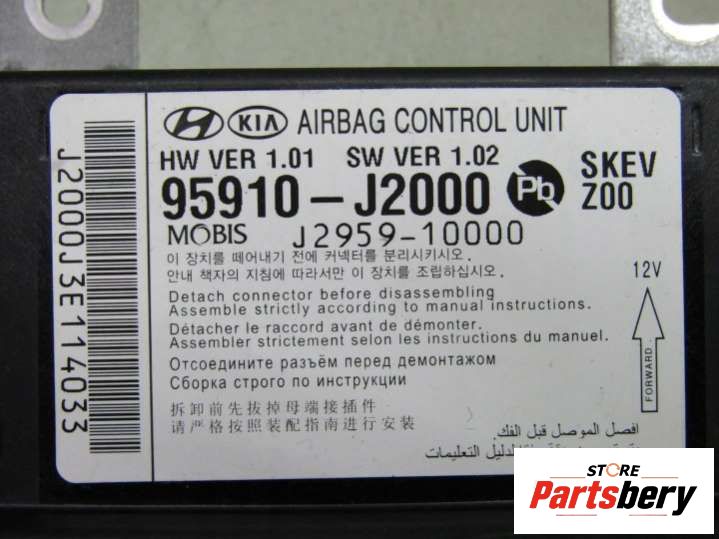 HYUNDAI KIA AIRBAG CONTROL UNIT
HW VER 1.01 SW VER 1.02
95910-J2000 Pb SKEV
Z00
MOBIS J2959-10000
이 장치를 떼어내기 전에 커넥터를 분리시키시오.
안내 책자의 지침에 따라서만 이 장치를 조립하십시오.
Detach connector before disassembling
Assemble strictly according to manual instructions.
Détacher le raccord avant de démonter.
Assembler strictement selon les instructions du manuel.
Отсоедините разъём перед демонтажом
Сборка строго по инструкции
拆卸前先拔掉母端接插件
请严格按照装配指南进行安装
افصل الموصل قبل الفك.
لدليل التعليمات
12V
FORWARD
J2000J3E114033
STORE
Partsbery